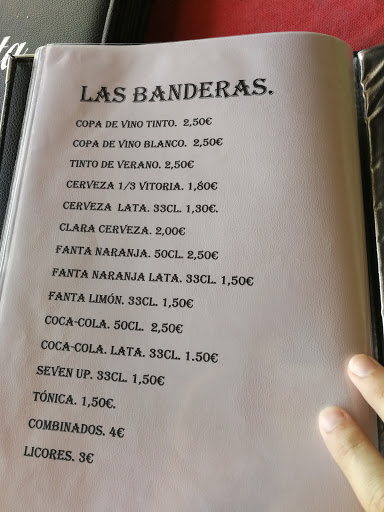 ta
LAS BANDERAS.
COPA DE VINO TINTO. 2,50€
COPA DE VINO BLANCO. 2,50€
TINTO DE VERANO. 2,50€
CERVEZA 1/3 VITORIA. 1,80€
CERVEZA LATA. 33CL. 1,30€.
CLARA CERVEZA. 2,00€
FANTA NARANJA. 50CL. 2,50€
FANTA NARANJA LATA. 33CL. 1,50€
FANTA LIMÓN. 33CL. 1,50€
COCA-COLA. 50CL. 2,50€
COCA-COLA. LATA. 33CL. 1.50€
SEVEN UP. 33CL. 1,50€
TÓNICA. 1,50€.
COMBINADOS. 4€
LICORES. 3€